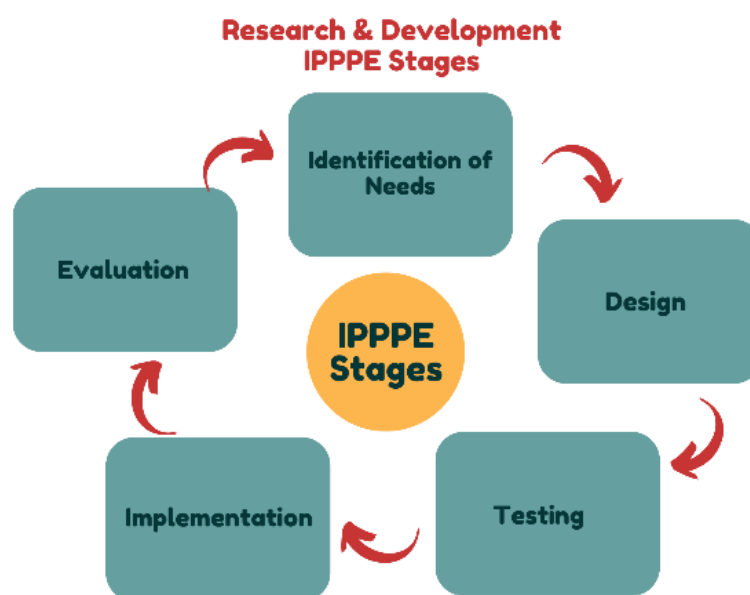 Research & Development
IPPPE Stages
Identification of
Needs
Design
Testing
Implementation
Evaluation
IPPPE
Stages